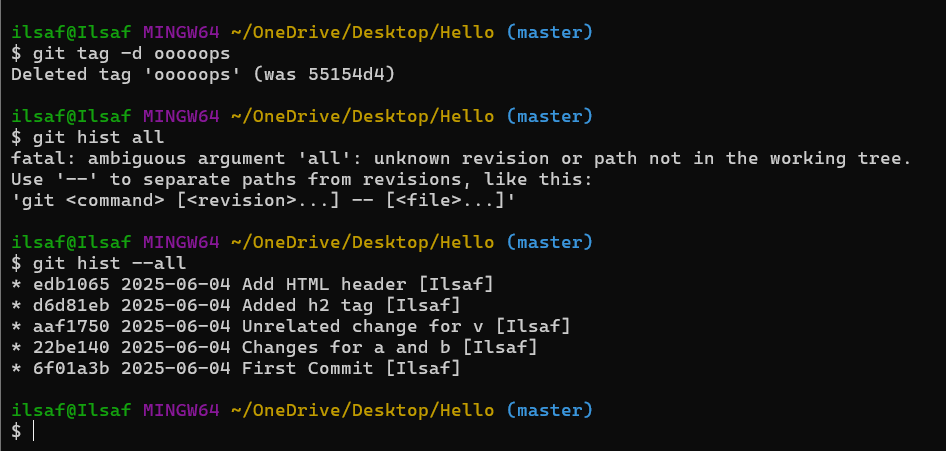 ilsaf@Ilsaf MINGW64 ~/OneDrive/Desktop/Hello (master)
$ git tag -d ooooops
Deleted tag 'ooooops' (was 55154d4)
ilsaf@Ilsaf MINGW64 ~/OneDrive/Desktop/Hello (master)
$ git hist all
fatal: ambiguous argument 'all': unknown revision or path not in the working tree.
Use '--' to separate paths from revisions, like this:
'git <command> [<revision>...] -- [<file>...]'
ilsaf@Ilsaf MINGW64 ~/OneDrive/Desktop/Hello (master)
$ git hist --all
* edb1065 2025-06-04 Add HTML header [Ilsaf]
* d6d81eb 2025-06-04 Added h2 tag [Ilsaf]
* aaf1750 2025-06-04 Unrelated change for v [Ilsaf]
* 22be140 2025-06-04 Changes for a and b [Ilsaf]
* 6f01a3b 2025-06-04 First Commit [Ilsaf]
ilsaf@Ilsaf MINGW64 ~/OneDrive/Desktop/Hello (master)
$